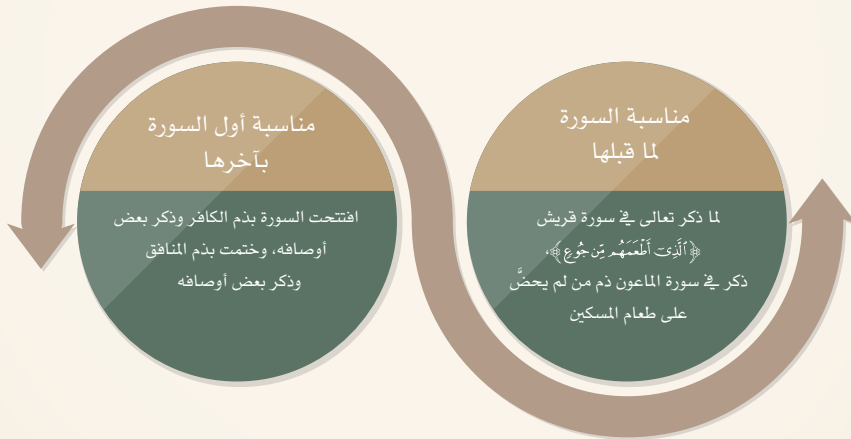 مناسبة السورة
لما قبلها
لما ذكر تعالى في سورة قريش
﴿ٱلَّذِىٓ أَطْعَمَهُم مِّن جُوعٍ﴾،
ذكر في سورة الماعون ذم من لم يحضَّ
على طعام المسكين
مناسبة أول السورة
بآخرها
افتتحت السورة بذم الكافر وذكر بعض
أوصافه، وختمت بذم المنافق
وذكر بعض أوصافه